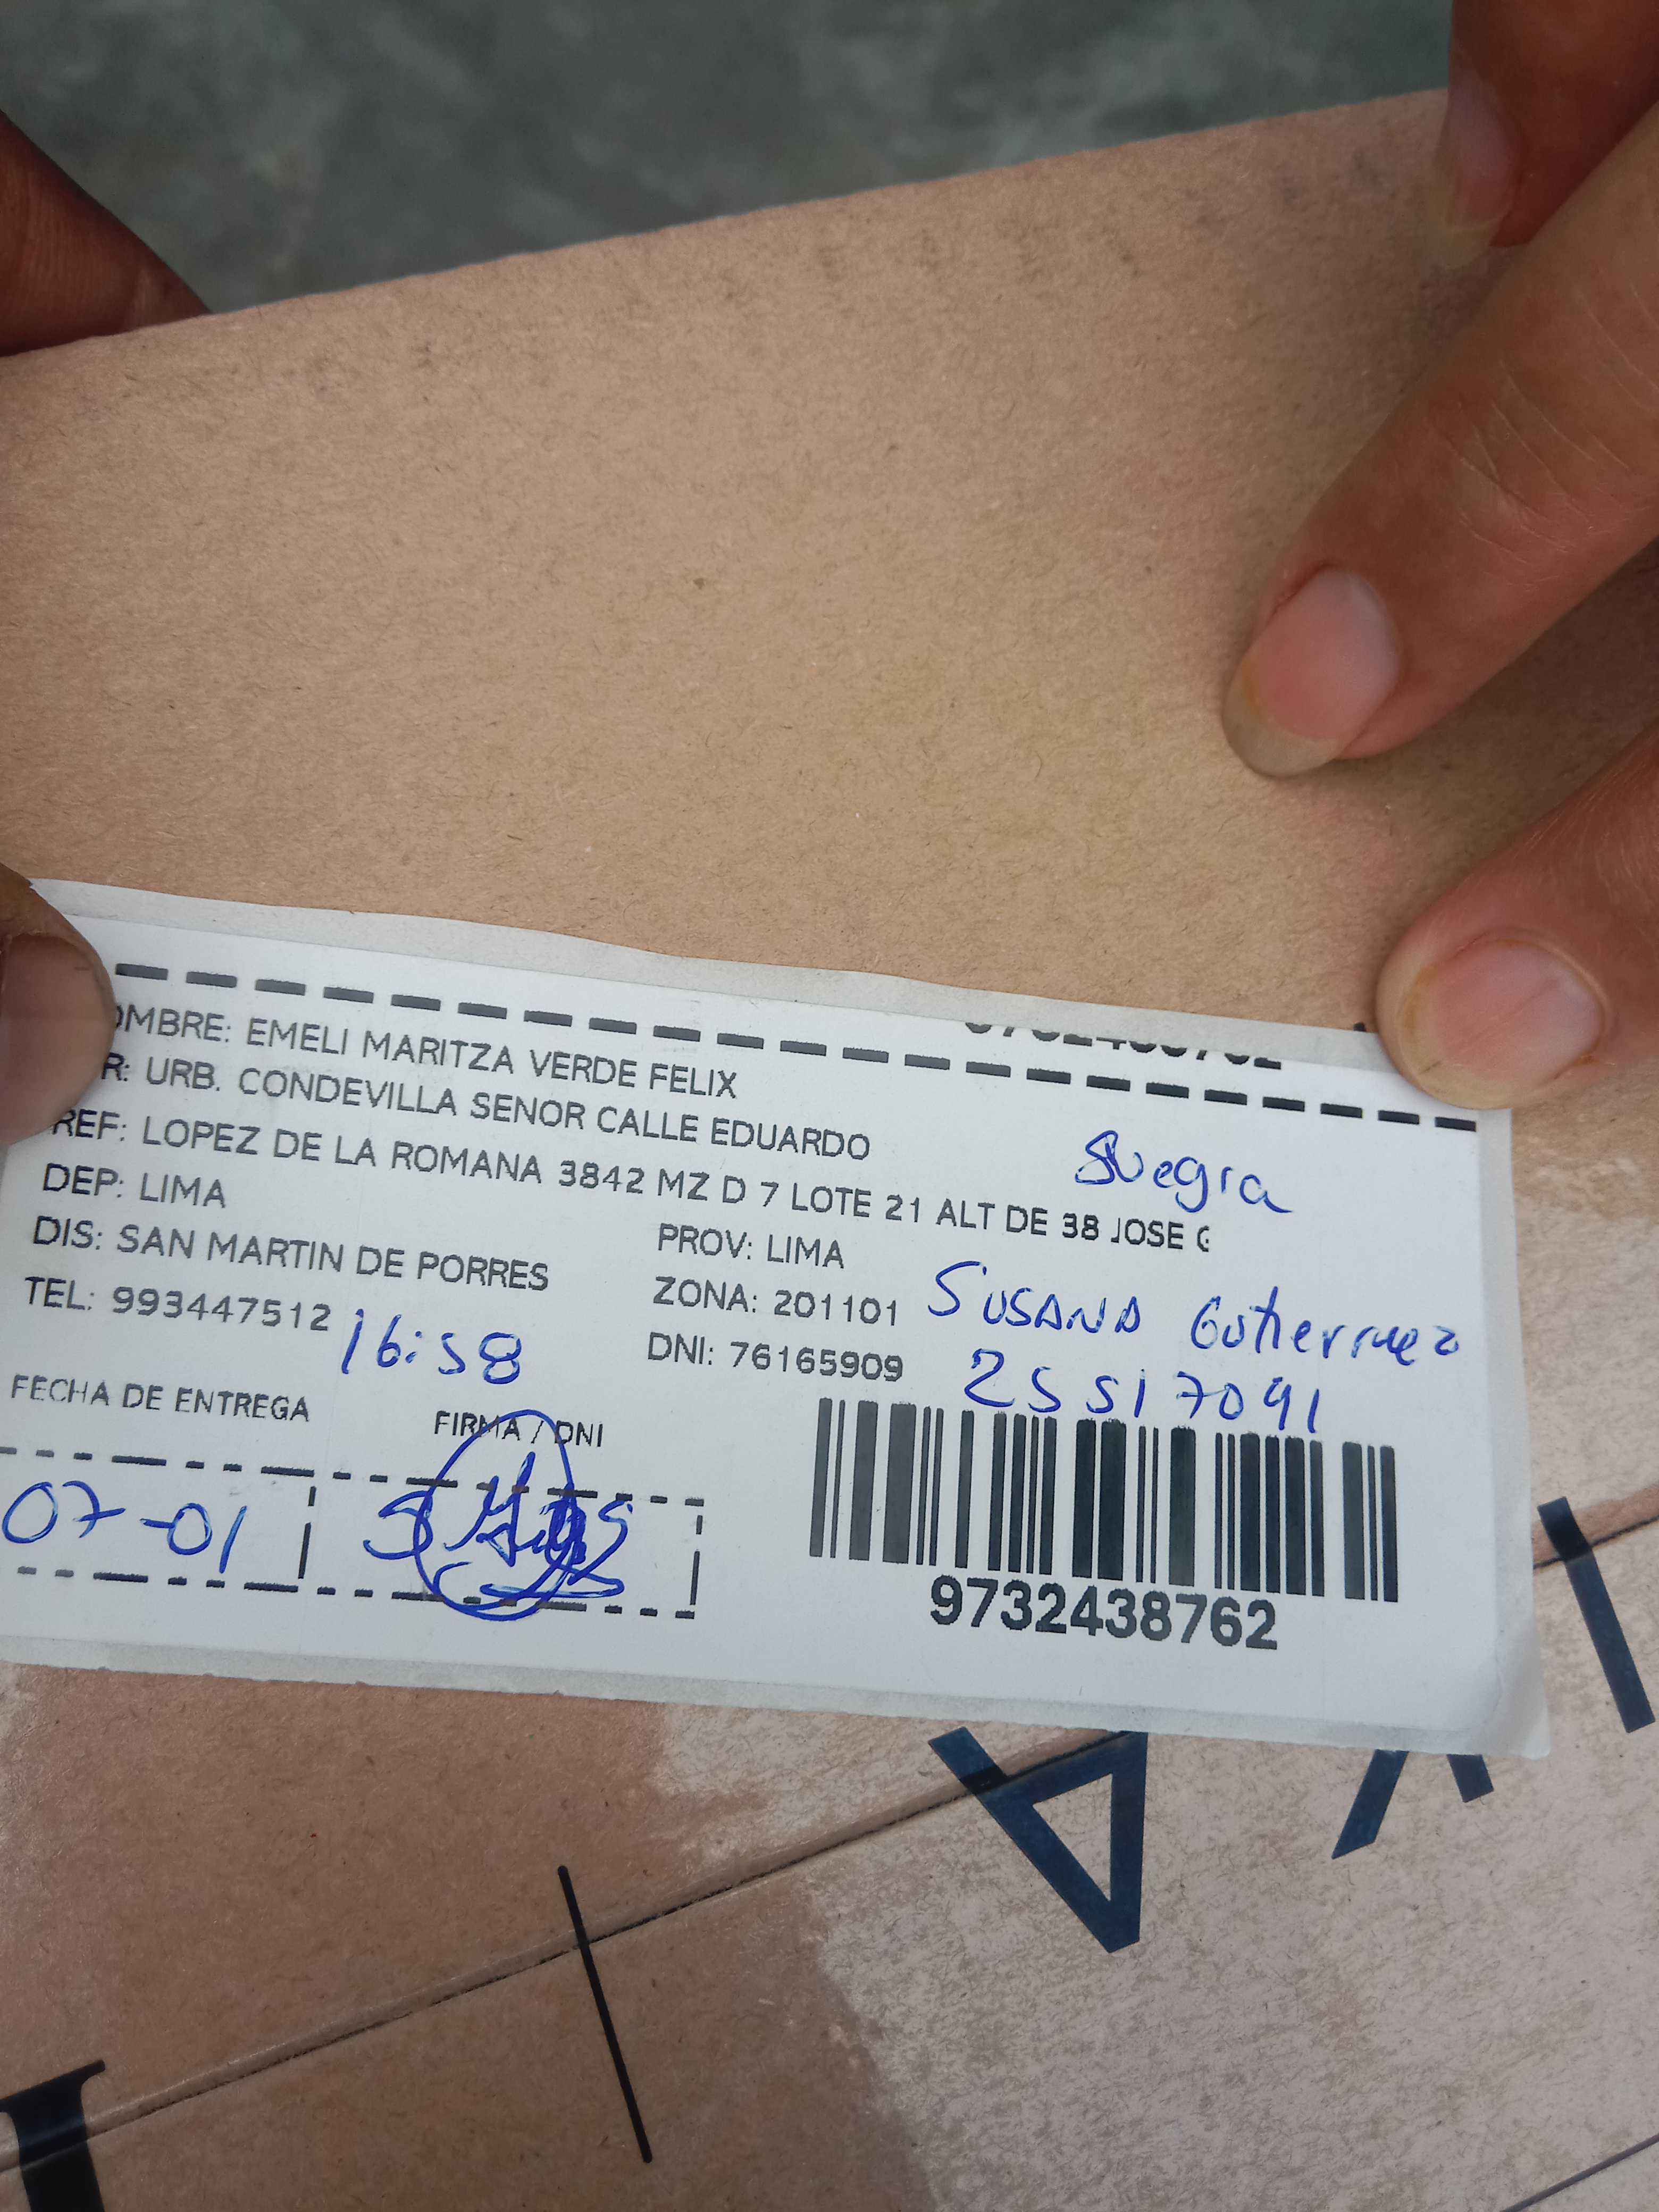 OMBRE: EMELI MARITZA VERDE FELIX
R: URB. CONDEVILLA SENOR CALLE EDUARDO
REF: LOPEZ DE LA ROMANA 3842 MZ D 7 LOTE 21 ALT DE 38 JOSE G
Suegra
DEP: LIMA PROV: LIMA
DIS: SAN MARTIN DE PORRES ZONA: 201101
SUSANA Gutierrez
TEL: 993447512 DNI: 76165909
16:58
25517091
FECHA DE ENTREGA FIRMA / DNI
07-01
9732438762